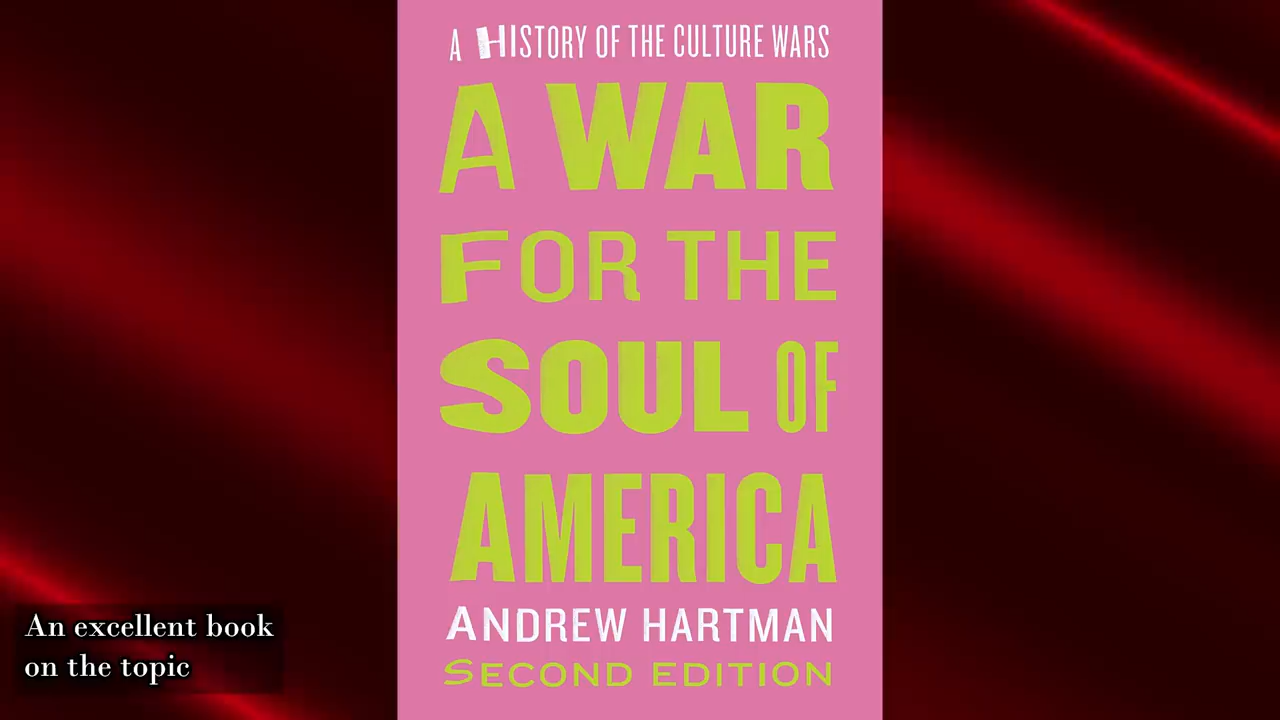 A HISTORY OF THE CULTURE WARS
A WAR
FOR THE
SOUL OF
AMERICA
ANDREW HARTMAN
SECOND EDITION
An excellent book
on the topic